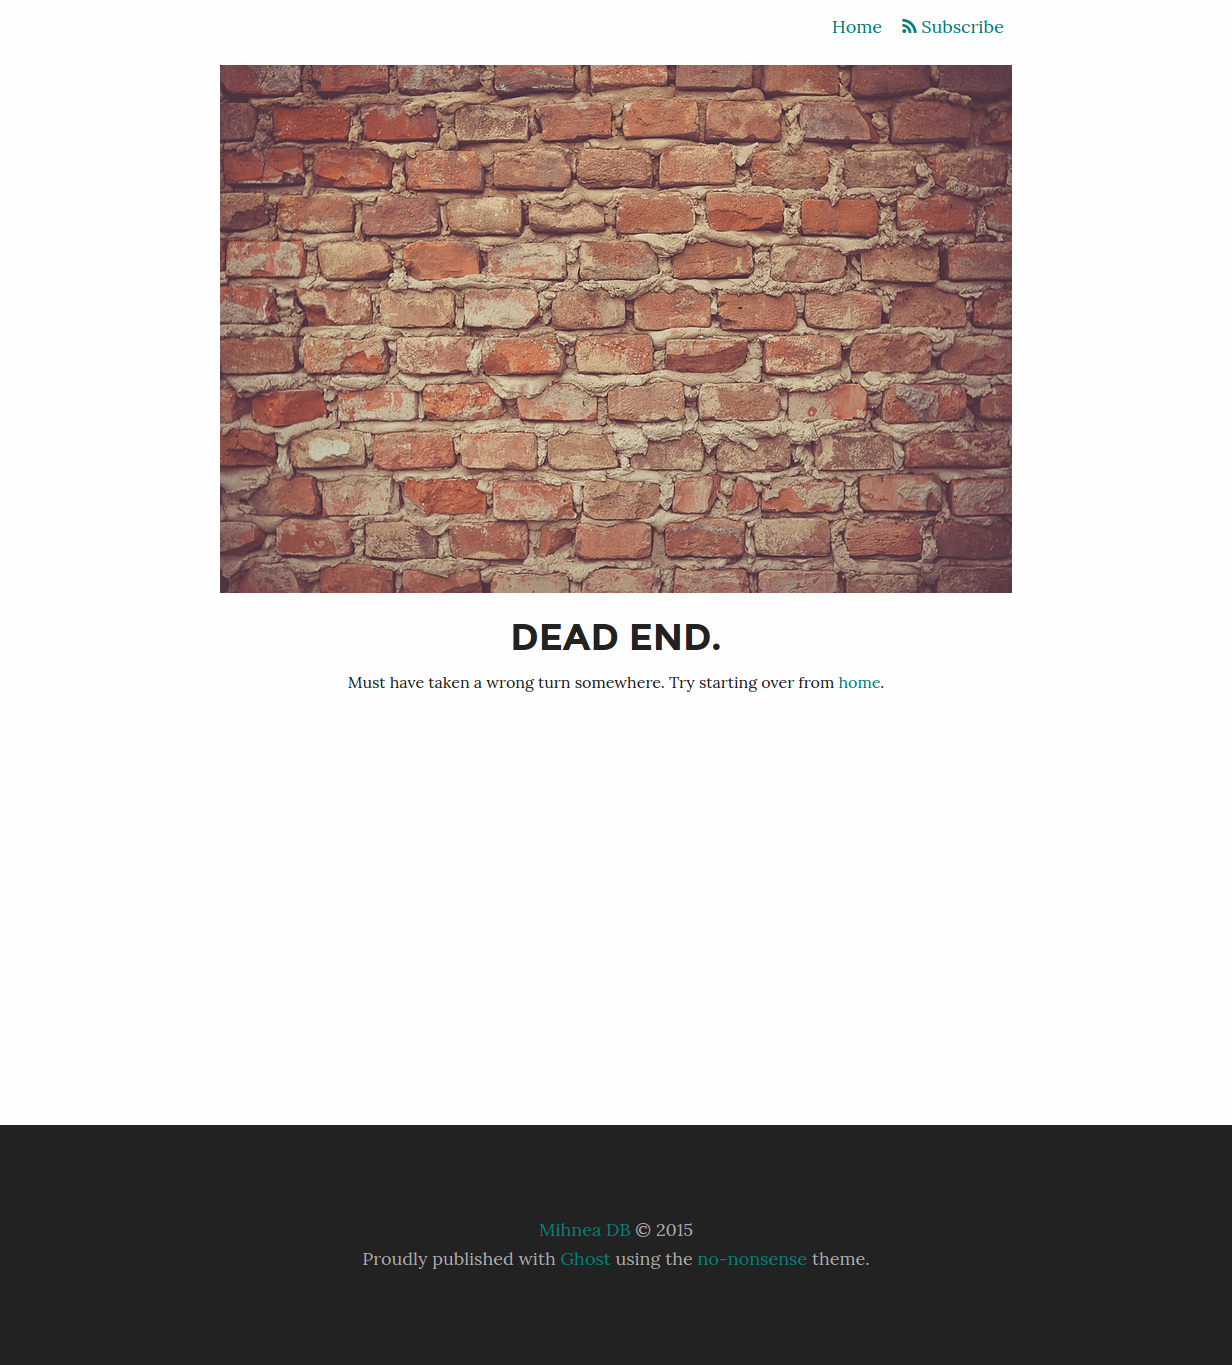 Home Subscribe
DEAD END.
Must have taken a wrong turn somewhere. Try starting over from home.
Mihnea DB © 2015
Proudly published with Ghost using the no-nonsense theme.